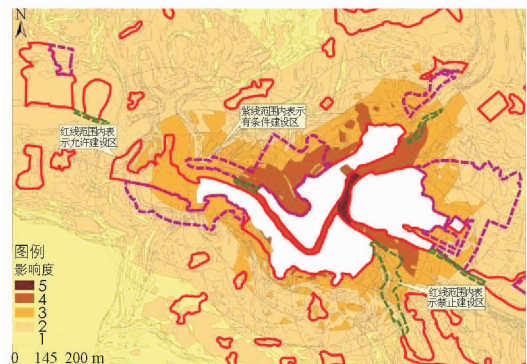 N
紫线范围内表示
有条件建设区
红线范围内表
示允许建设区
红线范围内表
示禁止建设区
图例
影响度
5
4
3
2
1
0 145 200 m